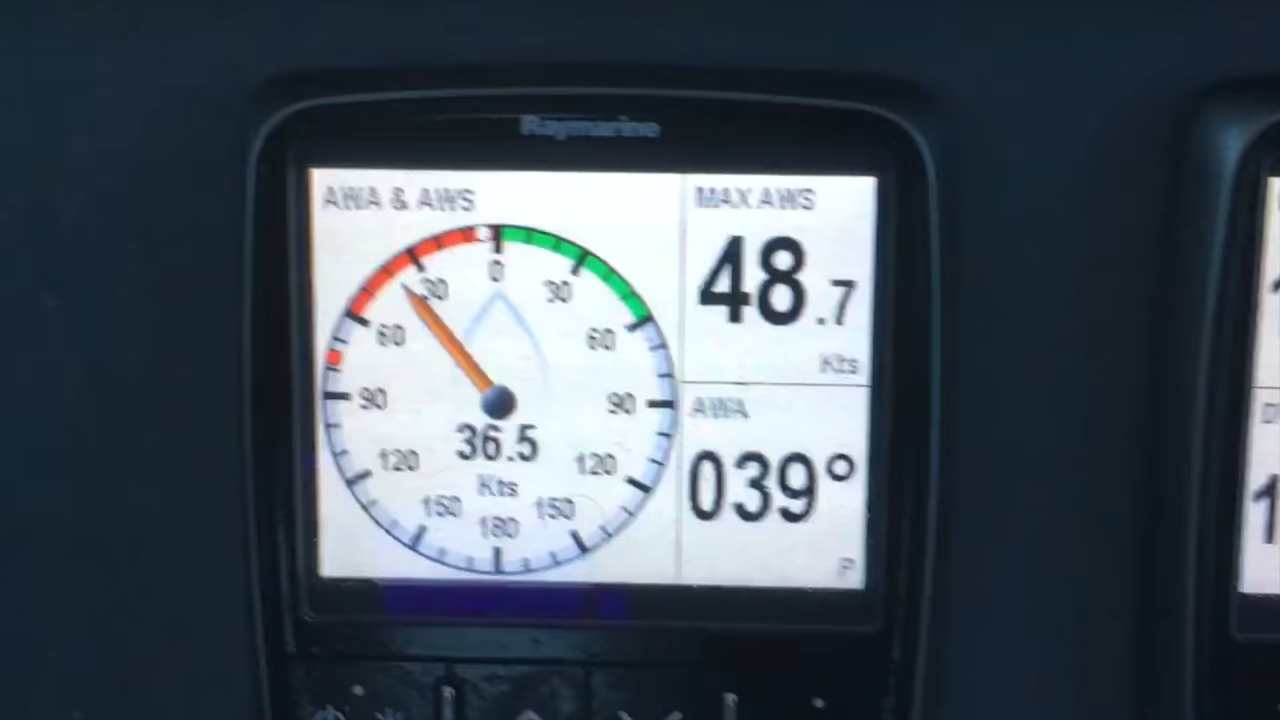 Raymarine
AWA & AWS
0
30 30
60 60
90 90
120 120
150 150
180
36.5
Kts
MAX AWS
48.7
Kts
AWA
039°
P